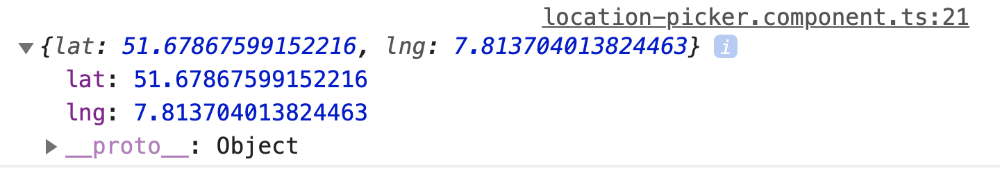 location-picker.component.ts:21
▼{lat: 51.67867599152216, lng: 7.813704013824463} i
lat: 51.67867599152216
lng: 7.813704013824463
▶ __proto__: Object